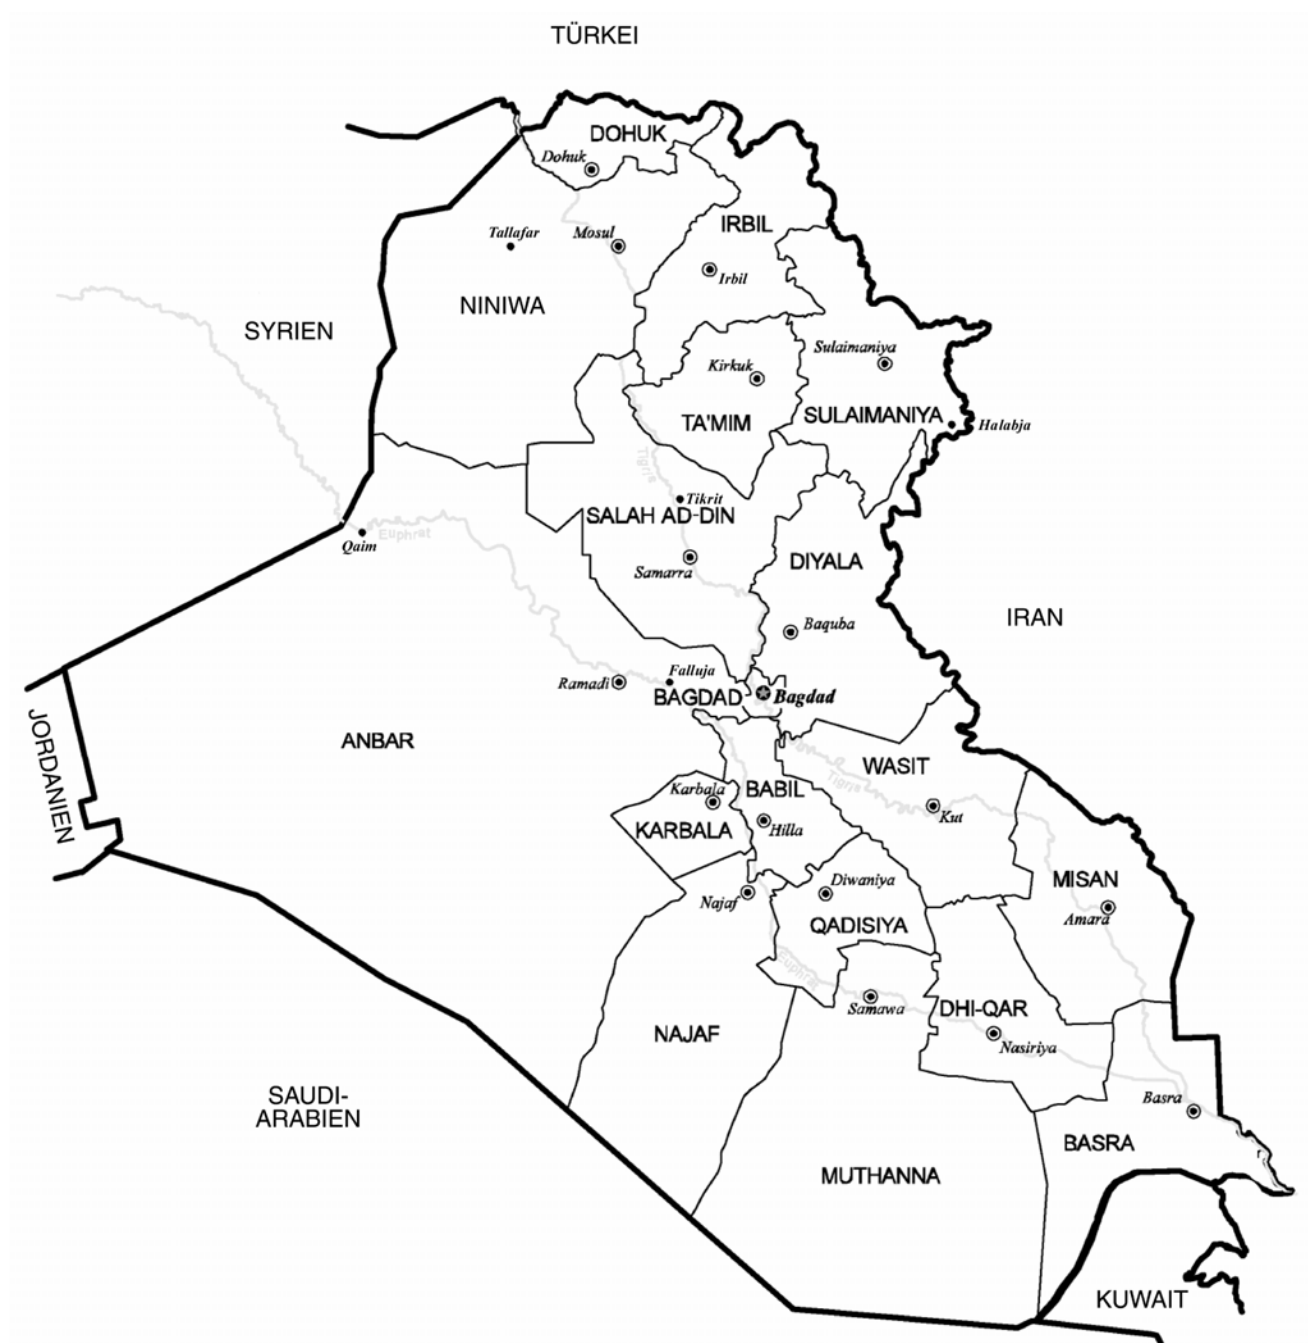 TÜRKEI
DOHUK
Dohuk
IRBIL
Tallafar
Mosul
Irbil
NINIWA
SYRIEN
Sulaimaniya
Kirkuk
SULAIMANIYA
TA'MIM
Halabja
Tigris
Tikrit
SALAH AD-DIN
Euphrat
Qaim
DIYALA
Samarra
IRAN
Baquba
Falluja
Ramadi
BAGDAD
Bagdad
JORDANIEN
ANBAR
WASIT
Tigris
Karbala
BABIL
Kut
KARBALA
Hilla
MISAN
Diwaniya
Najaf
Amara
QADISIYA
Euphrat
Samawa
DHI-QAR
NAJAF
Nasiriya
SAUDI-
ARABIEN
Basra
BASRA
MUTHANNA
KUWAIT